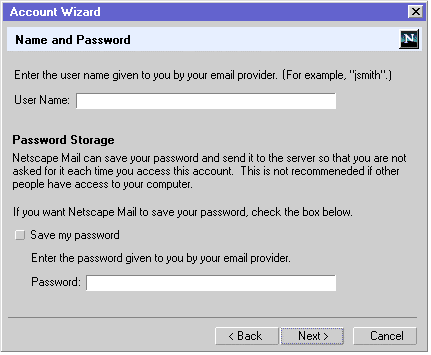 Account Wizard
Name and Password
N
Enter the user name given to you by your email provider. (For example, "jsmith".)
User Name:
Password Storage
Netscape Mail can save your password and send it to the server so that you are not
asked for it each time you access this account. This is not recommeneded if other
people have access to your computer.
If you want Netscape Mail to save your password, check the box below.
Save my password
Enter the password given to you by your email provider.
Password:
< Back Next > Cancel